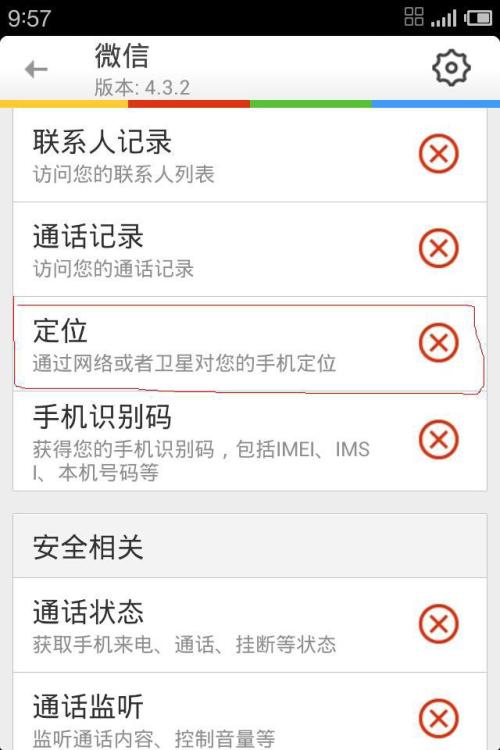 9:57
微信
版本: 4.3.2
联系人记录
访问您的联系人列表
通话记录
访问您的通话记录
定位
通过网络或者卫星对您的手机定位
手机识别码
获得您的手机识别码，包括IMEI、IMS
I、本机号码等
安全相关
通话状态
获取手机来电、通话、挂断等状态
通话监听
监听通话内容、控制音量等